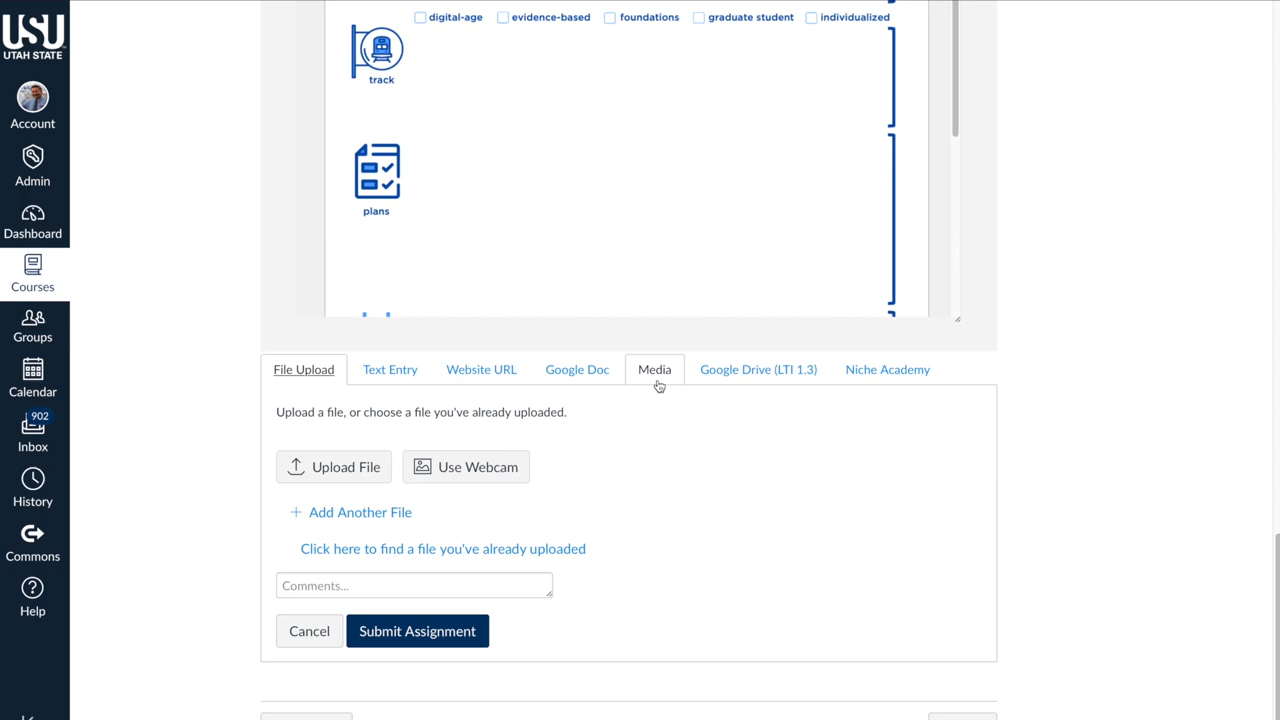 USU
UTAH STATE
Account
Admin
Dashboard
Courses
Groups
Calendar
902
Inbox
History
Commons
Help
digital-age evidence-based foundations graduate student individualized
track
plans
File Upload Text Entry Website URL Google Doc Media Google Drive (LTI 1.3) Niche Academy
Upload a file, or choose a file you've already uploaded.
Upload File Use Webcam
+ Add Another File
Click here to find a file you've already uploaded
Comments...
Cancel Submit Assignment